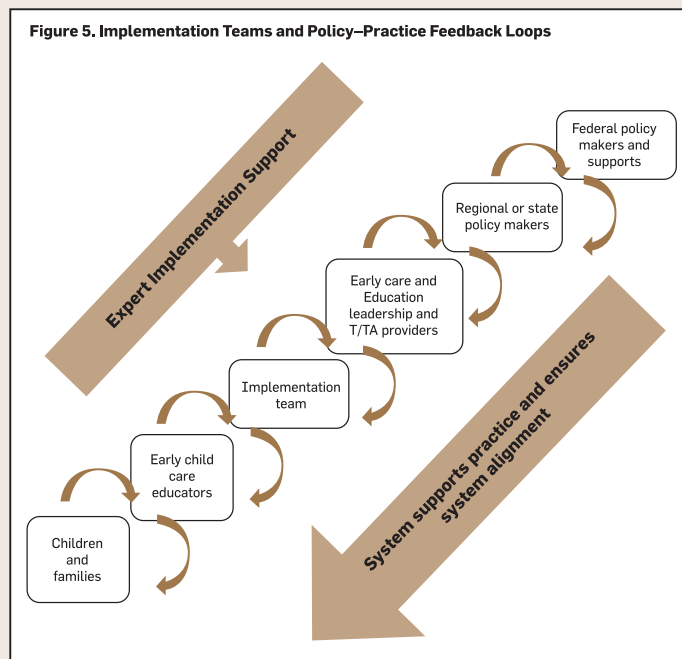 Figure 5. Implementation Teams and Policy–Practice Feedback Loops
Expert Implementation Support
Federal policy
makers and
supports
Regional or state
policy makers
Early care and
Education
leadership and
T/TA providers
Implementation
team
Early child
care
educators
Children
and
families
System supports practice and ensures
system alignment